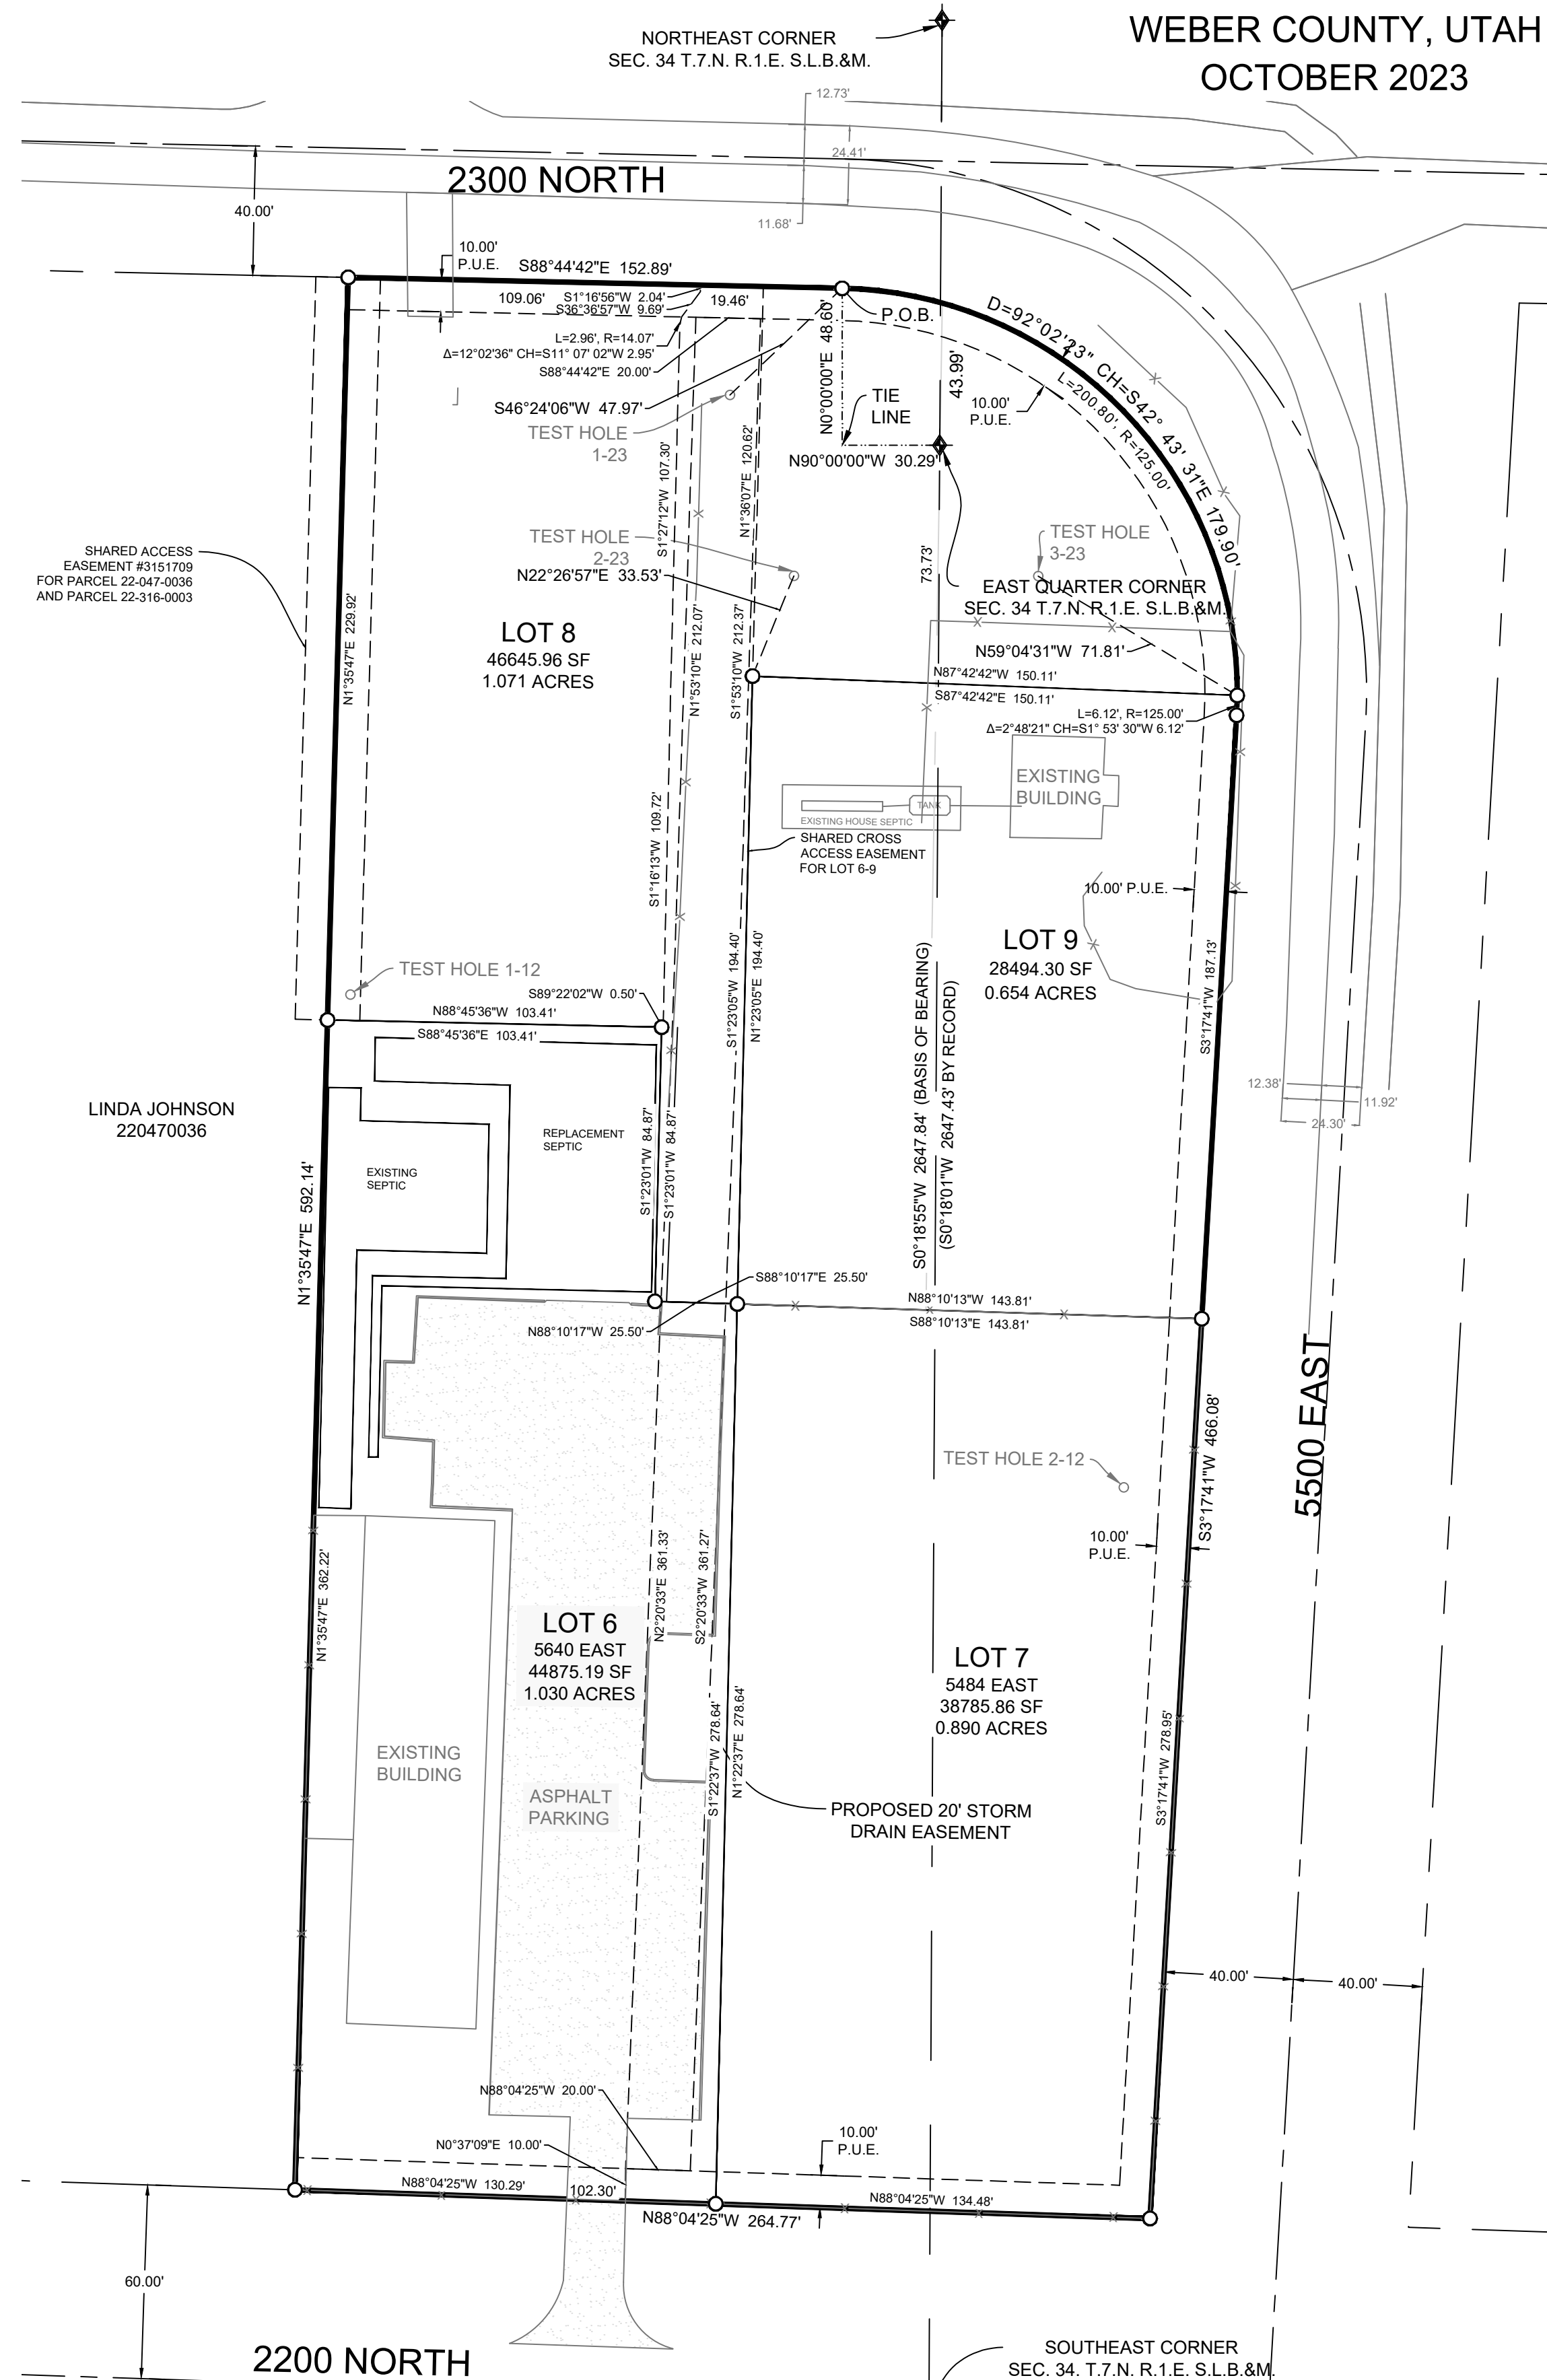 WEBER COUNTY, UTAH
OCTOBER 2023
NORTHEAST CORNER
SEC. 34 T.7.N. R.1.E. S.L.B.&M.
12.73'
24.41'
11.68'
2300 NORTH
40.00'
10.00'
P.U.E.
S88°44'42"E 152.89'
109.06'
S1°16'56"W 2.04'
S36°36'57"W 9.69'
19.46'
L=2.96', R=14.07'
Δ=12°02'36" CH=S11° 07' 02"W 2.95'
S88°44'42"E 20.00'
S46°24'06"W 47.97'
TEST HOLE
1-23
P.O.B.
N0°00'00"E 48.60'
TIE
LINE
43.99'
N90°00'00"W 30.29'
D=92°02'23" CH=S42° 43' 31"E 179.90'
L=200.80', R=125.00'
10.00'
P.U.E.
S1°27'12"W 107.30'
N1°36'07"E 120.62'
TEST HOLE
2-23
N22°26'57"E 33.53'
TEST HOLE
3-23
73.73'
EAST QUARTER CORNER
SEC. 34 T.7.N. R.1.E. S.L.B.&M.
N59°04'31"W 71.81'
SHARED ACCESS
EASEMENT #3151709
FOR PARCEL 22-047-0036
AND PARCEL 22-316-0003
N1°35'47"E 229.92'
LOT 8
46645.96 SF
1.071 ACRES
N1°53'10"E 212.07'
S1°53'10"W 212.37'
N87°42'42"W 150.11'
S87°42'42"E 150.11'
L=6.12', R=125.00'
Δ=2°48'21" CH=S1° 53' 30"W 6.12'
EXISTING
BUILDING
TANK
EXISTING HOUSE SEPTIC
SHARED CROSS
ACCESS EASEMENT
FOR LOT 6-9
S1°16'13"W 109.72'
10.00' P.U.E.
LOT 9
28494.30 SF
0.654 ACRES
S3°17'41"W 187.13'
TEST HOLE 1-12
S89°22'02"W 0.50'
N88°45'36"W 103.41'
S88°45'36"E 103.41'
S1°23'05"W 194.40'
N1°23'05"E 194.40'
S0°18'55"W 2647.84' (BASIS OF BEARING)
(S0°18'01"W 2647.43' BY RECORD)
12.38'
11.92'
24.30'
LINDA JOHNSON
220470036
REPLACEMENT
SEPTIC
EXISTING
SEPTIC
S1°23'01"W 84.87'
S1°23'01"W 84.87'
N1°35'47"E 592.14'
S88°10'17"E 25.50'
N88°10'17"W 25.50'
N88°10'13"W 143.81'
S88°10'13"E 143.81'
5500 EAST
S3°17'41"W 466.08'
TEST HOLE 2-12
10.00'
P.U.E.
N1°35'47"E 362.22'
N2°20'33"E 361.33'
S2°20'33"W 361.27'
LOT 6
5640 EAST
44875.19 SF
1.030 ACRES
LOT 7
5484 EAST
38785.86 SF
0.890 ACRES
S1°22'37"W 278.64'
N1°22'37"E 278.64'
S3°17'41"W 278.95'
EXISTING
BUILDING
ASPHALT
PARKING
PROPOSED 20' STORM
DRAIN EASEMENT
40.00'
40.00'
N88°04'25"W 20.00'
N0°37'09"E 10.00'
10.00'
P.U.E.
N88°04'25"W 130.29'
102.30'
N88°04'25"W 134.48'
N88°04'25"W 264.77'
60.00'
2200 NORTH
SOUTHEAST CORNER
SEC. 34. T.7.N. R.1.E. S.L.B.&M.